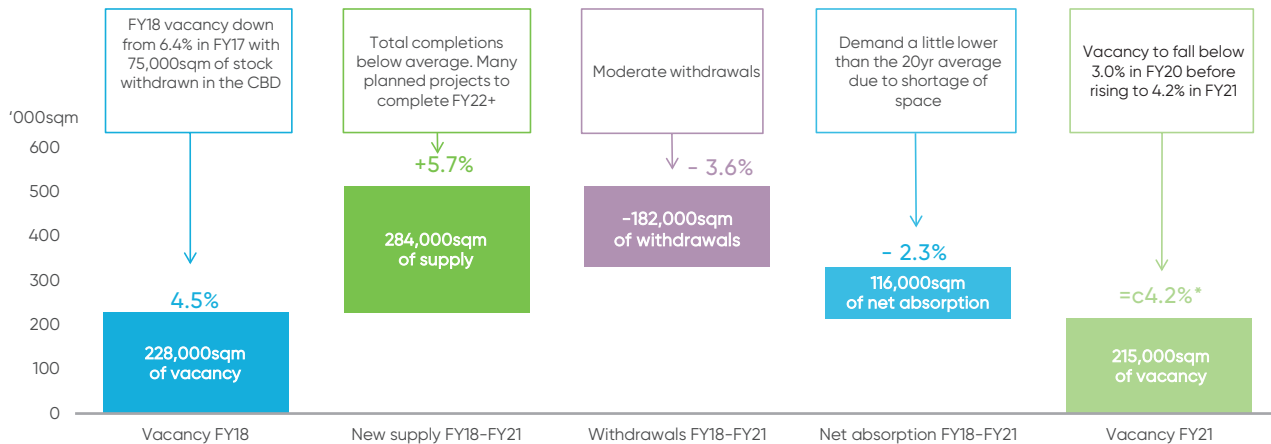 FY18 vacancy down
from 6.4% in FY17 with
75,000sqm of stock
withdrawn in the CBD
Total completions
below average. Many
planned projects to
complete FY22+
Moderate withdrawals
Demand a little lower
than the 20yr average
due to shortage of
space
Vacancy to fall below
3.0% in FY20 before
rising to 4.2% in FY21
'000sqm
600
500
400
300
200
100
0
4.5%
228,000sqm
of vacancy
+5.7%
284,000sqm
of supply
- 3.6%
-182,000sqm
of withdrawals
- 2.3%
116,000sqm
of net absorption
=c4.2%*
215,000sqm
of vacancy
Vacancy FY18
New supply FY18-FY21
Withdrawals FY18-FY21
Net absorption FY18-FY21
Vacancy FY21